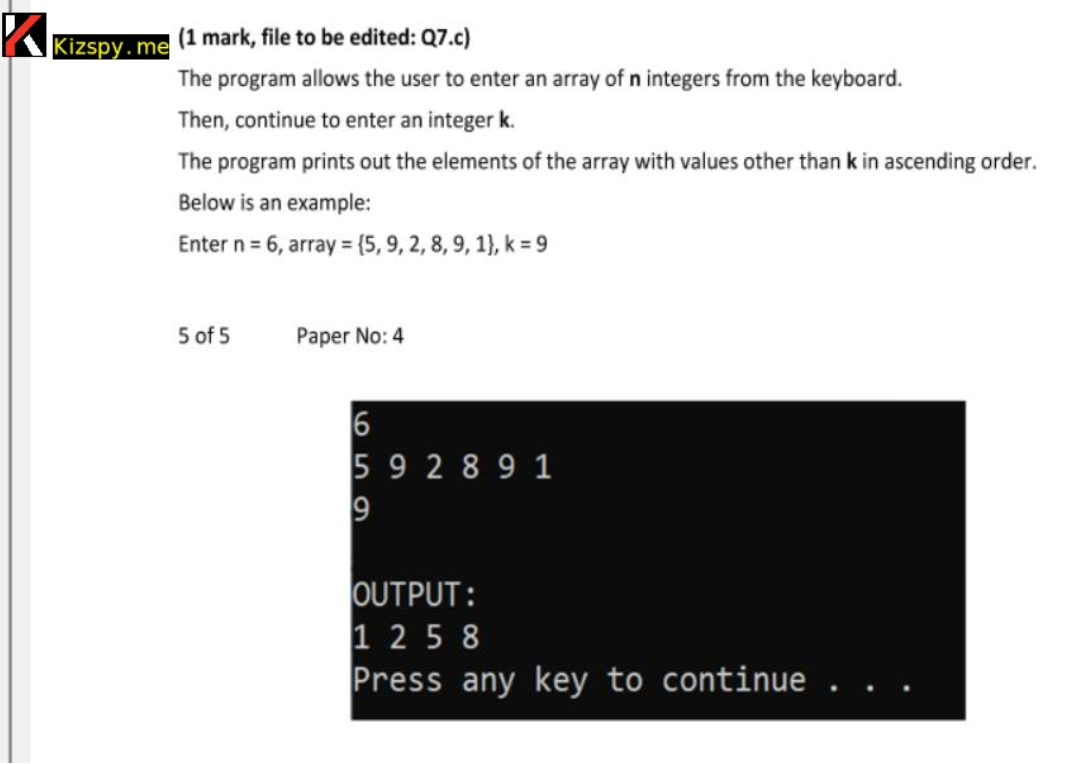 Kizspy.me
(1 mark, file to be edited: Q7.c)
The program allows the user to enter an array of n integers from the keyboard.
Then, continue to enter an integer k.
The program prints out the elements of the array with values other than k in ascending order.
Below is an example:
Enter n = 6, array = {5, 9, 2, 8, 9, 1}, k = 9
5 of 5 Paper No: 4
6
5 9 2 8 9 1
9
OUTPUT:
1 2 5 8
Press any key to continue . . .